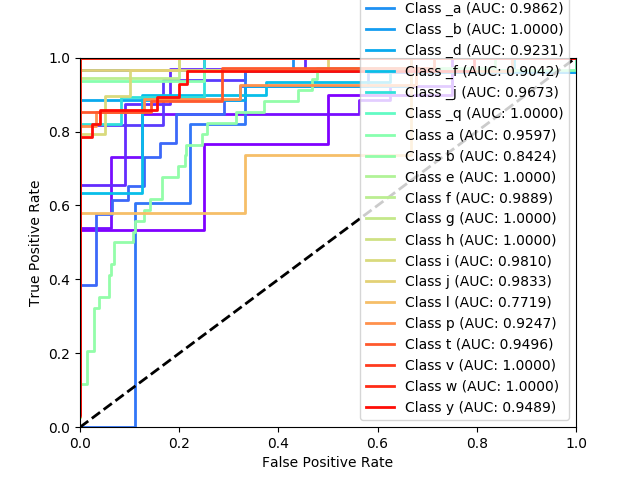 Class _a (AUC: 0.9862)
Class _b (AUC: 1.0000)
Class _d (AUC: 0.9231)
Class _f (AUC: 0.9042)
Class _j (AUC: 0.9673)
Class _q (AUC: 1.0000)
Class a (AUC: 0.9597)
Class b (AUC: 0.8424)
Class e (AUC: 1.0000)
Class f (AUC: 0.9889)
Class g (AUC: 1.0000)
Class h (AUC: 1.0000)
Class i (AUC: 0.9810)
Class j (AUC: 0.9833)
Class l (AUC: 0.7719)
Class p (AUC: 0.9247)
Class t (AUC: 0.9496)
Class v (AUC: 1.0000)
Class w (AUC: 1.0000)
Class y (AUC: 0.9489)
True Positive Rate
1.0
0.8
0.6
0.4
0.2
0.0
0.0 0.2 0.4 0.6 0.8 1.0
False Positive Rate